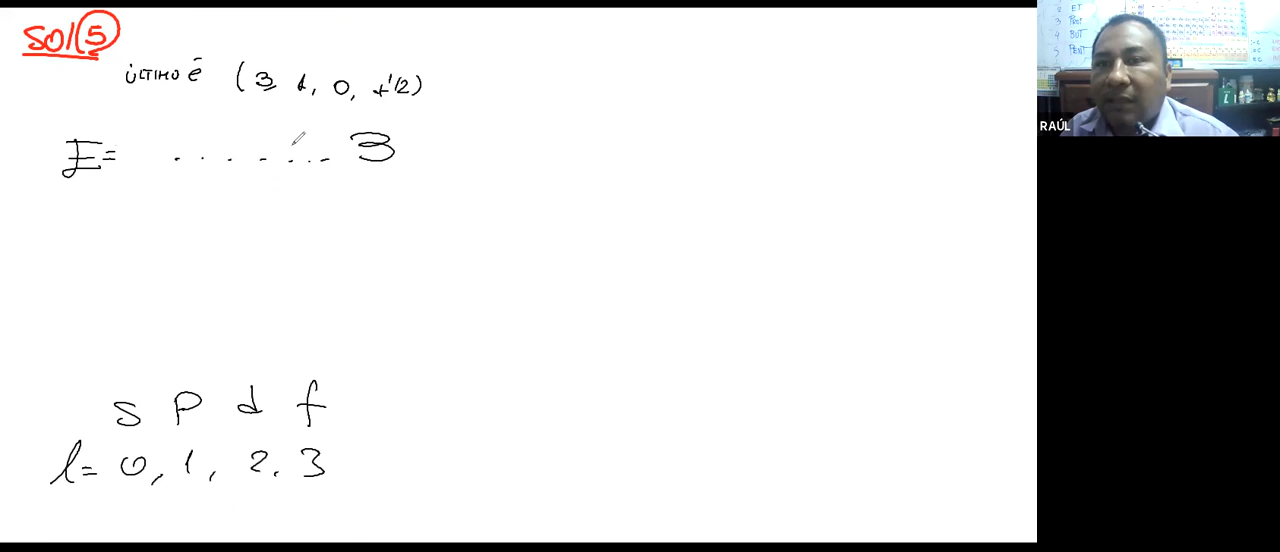 SOL(5
ÚLTIMO ē (3, 1, 0, +1/2)
E= ....... 3
S P d f
l= 0, 1, 2, 3
RAÚL